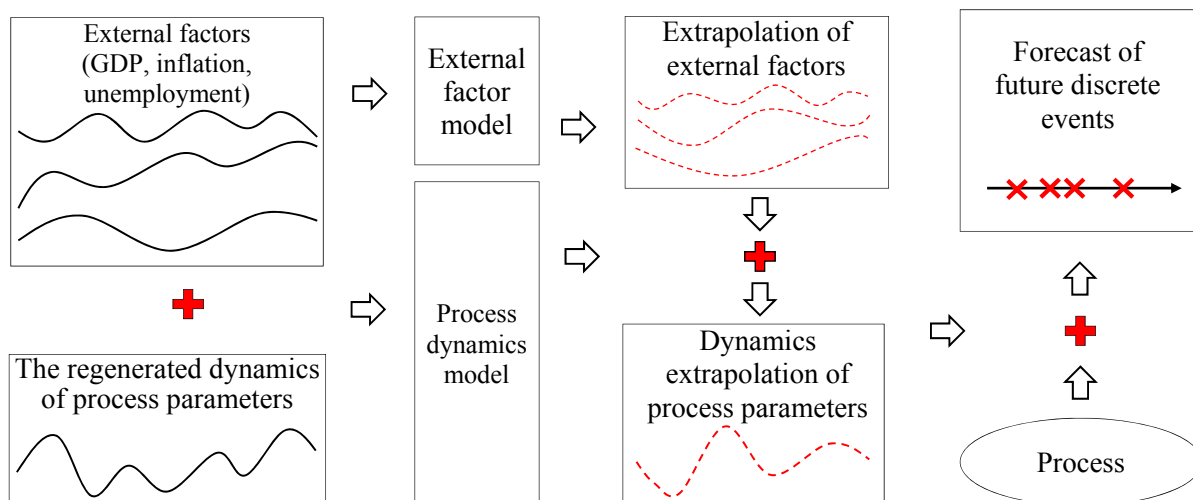 External factors
(GDP, inflation,
unemployment)
External
factor
model
Extrapolation of
external factors
Forecast of
future discrete
events
Process
dynamics
model
The regenerated dynamics
of process parameters
Dynamics
extrapolation of
process parameters
Process